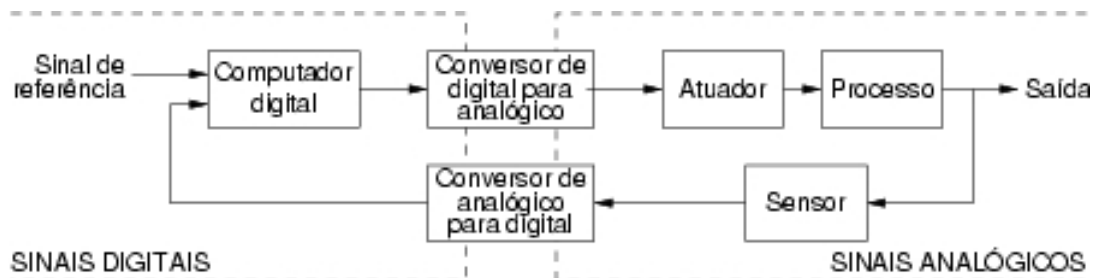 Sinal de
referência
Computador
digital
Conversor de
digital para
analógico
Atuador
Processo
Saída
Conversor de
analógico
para digital
Sensor
SINAIS DIGITAIS
SINAIS ANALÓGICOS